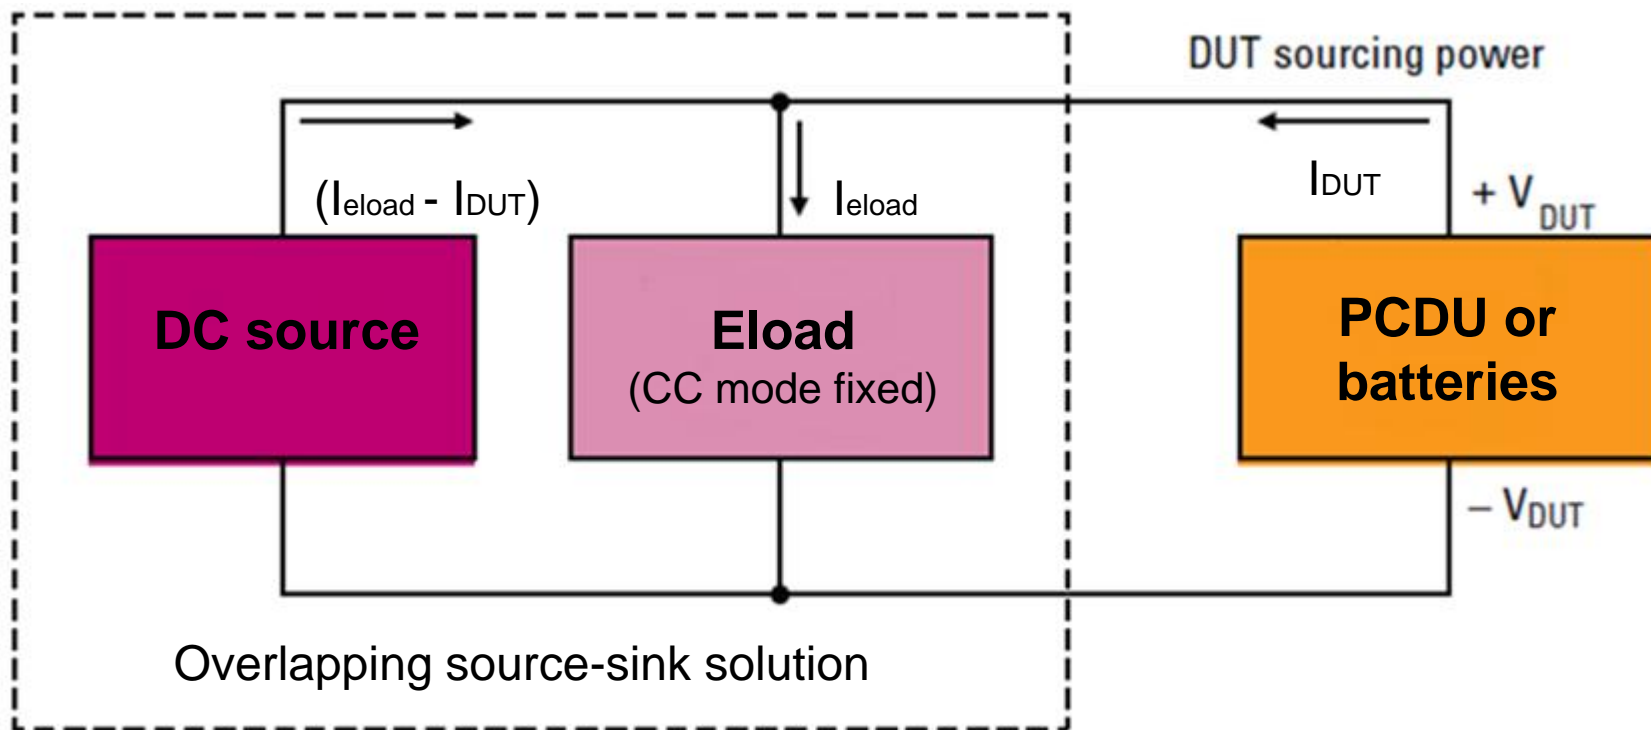 DUT sourcing power
(Ieload - IDUT)
Ieload
IDUT
+ VDUT
DC source
Eload
(CC mode fixed)
PCDU or
batteries
– VDUT
Overlapping source-sink solution